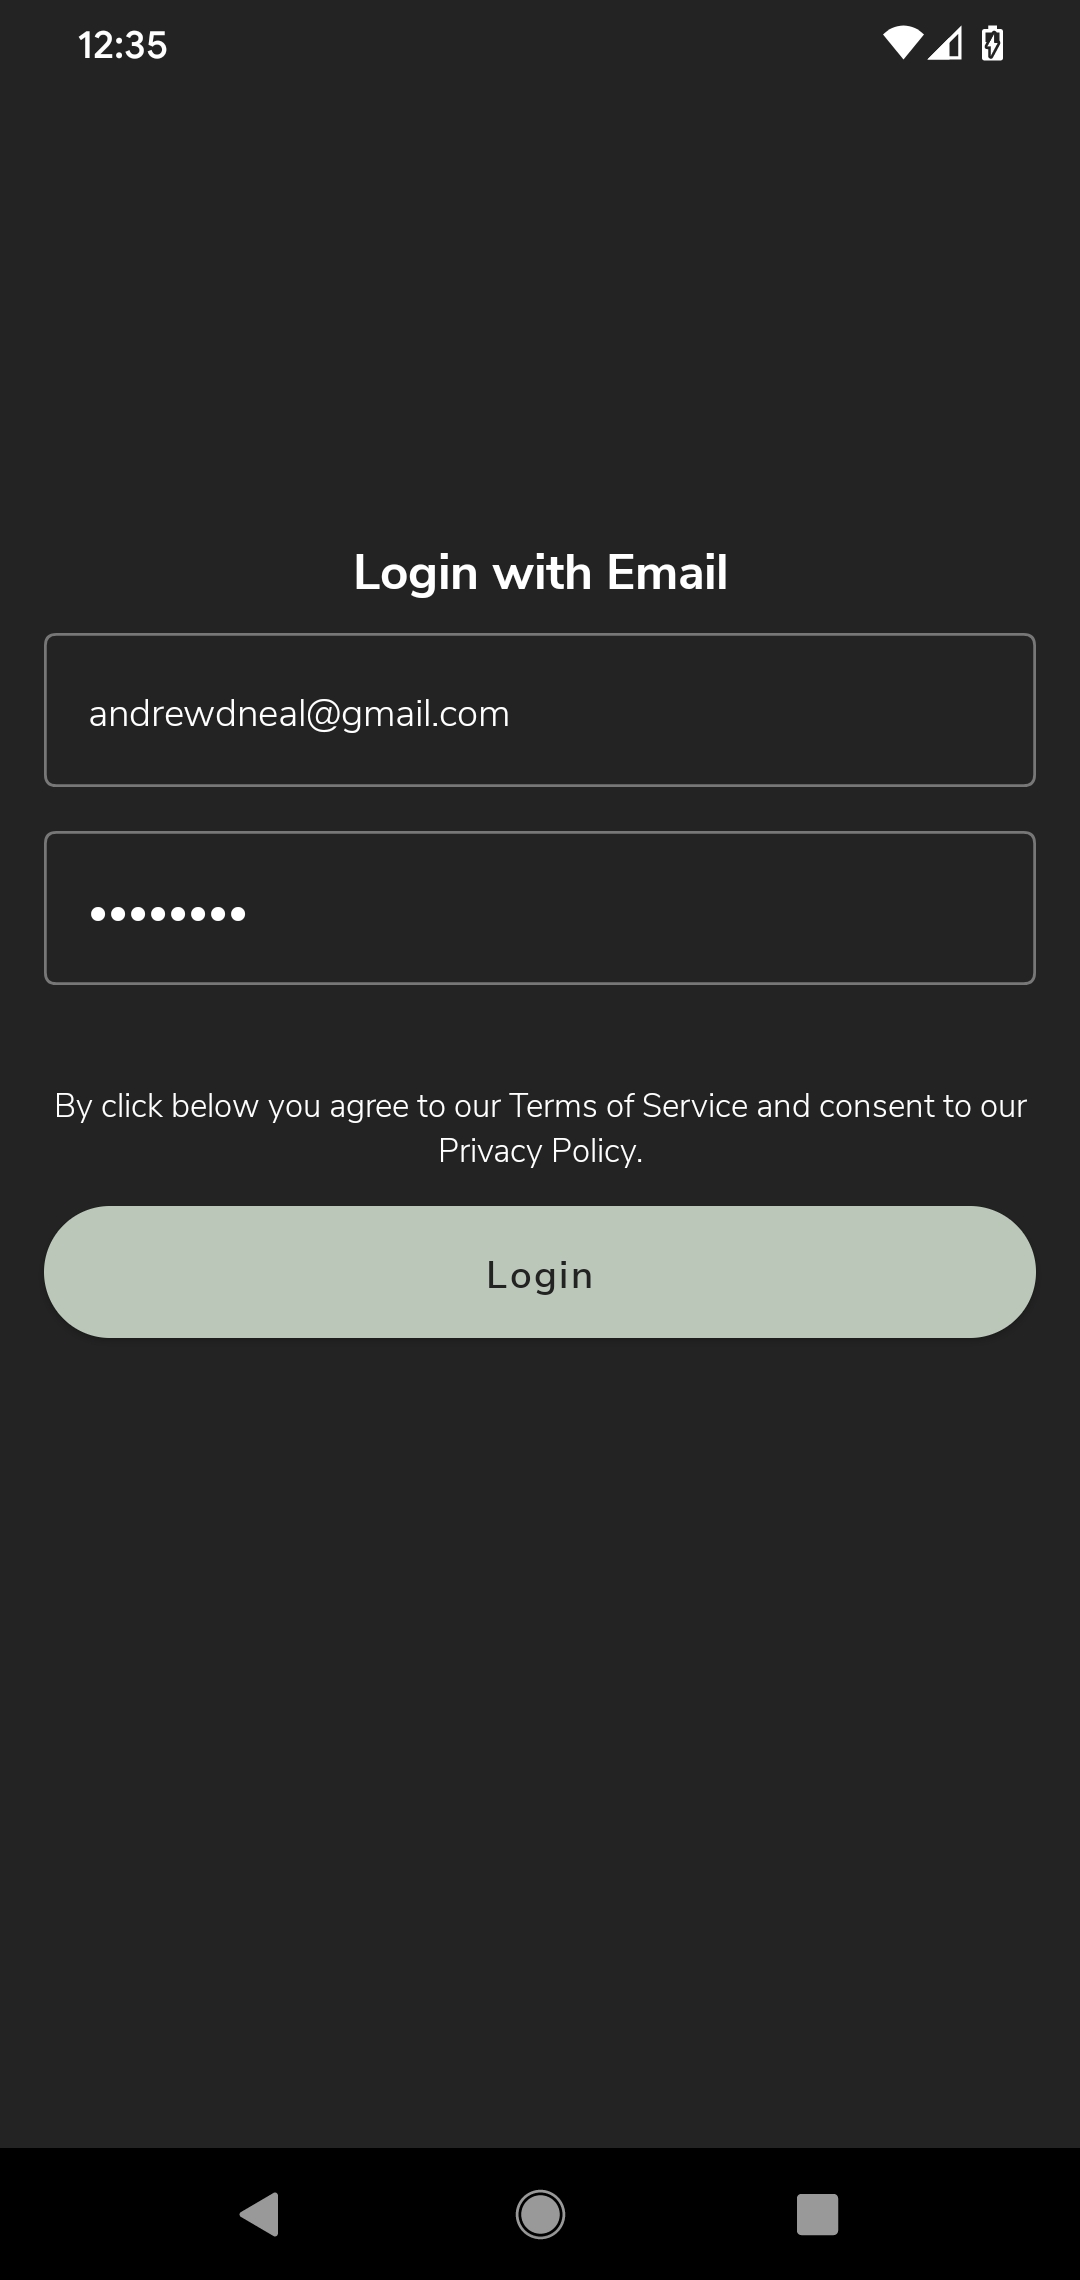 12:35
Login with Email
andrewdneal@gmail.com
••••••••
By click below you agree to our Terms of Service and consent to our
Privacy Policy.
Login